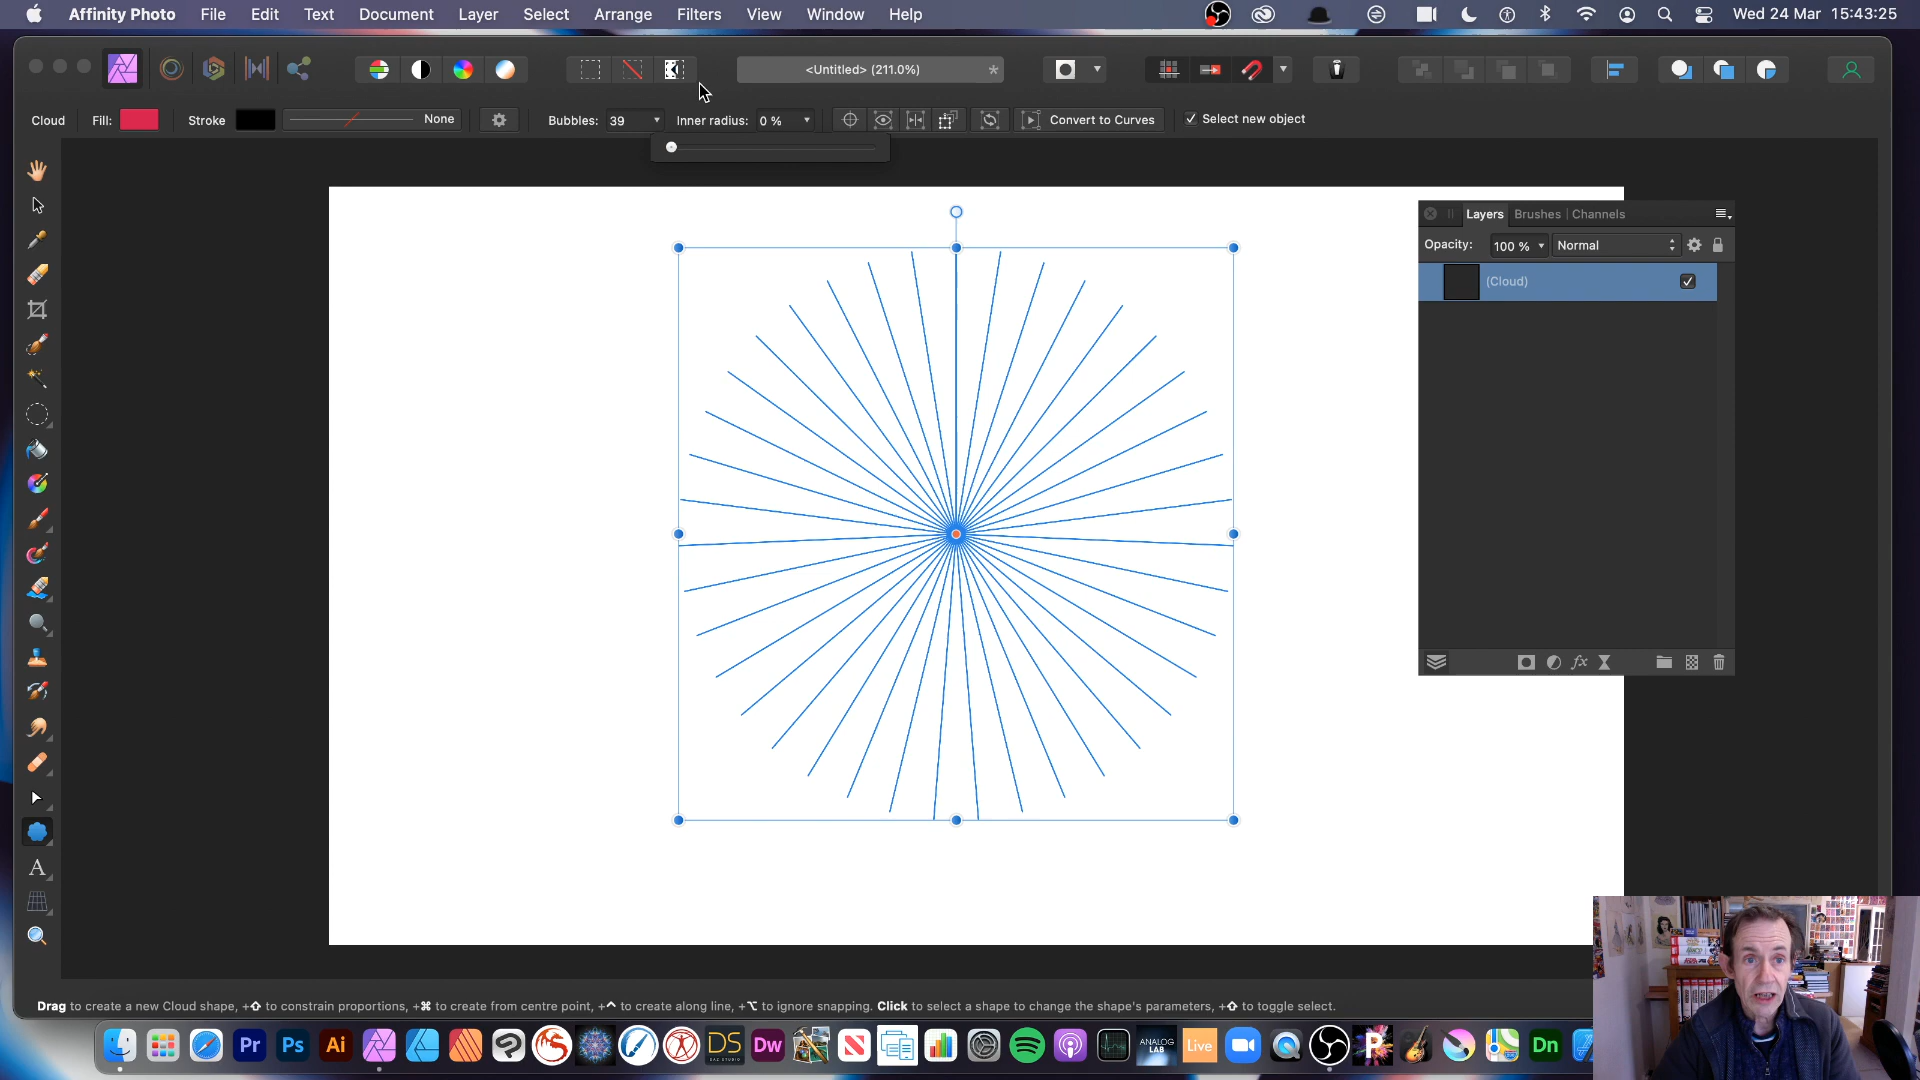 Affinity Photo File Edit Text Document Layer Select Arrange Filters View Window Help Wed 24 Mar 15:43:25
<Untitled> (211.0%) *
Cloud Fill: Stroke None Bubbles: 39 Inner radius: 0 % Convert to Curves Select new object
Layers Brushes Channels
Opacity: 100 % Normal
(Cloud)
fx
A
Drag to create a new Cloud shape, +⇧ to constrain proportions, +⌘ to create from centre point, +^ to create along line, +⌥ to ignore snapping. Click to select a shape to change the shape's parameters, +⇧ to toggle select.
Pr Ps Ai DS Dw ANALOG LAB Live P Dn